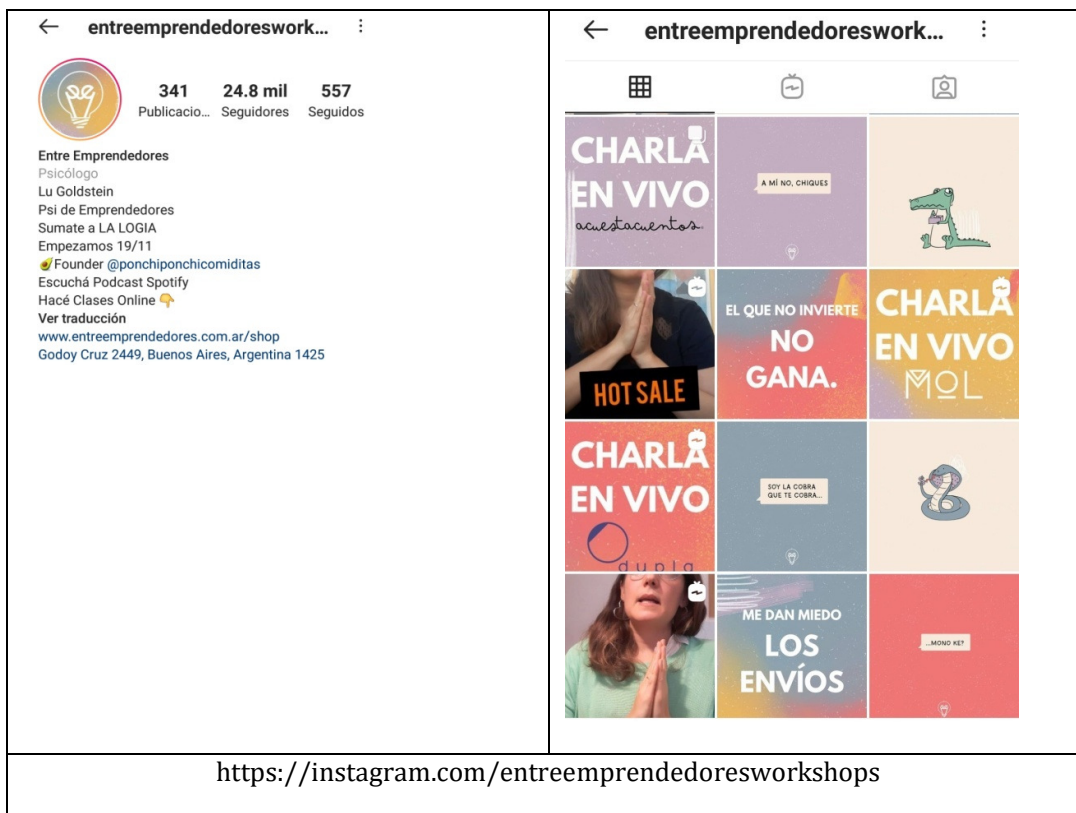 entreemprendedoreswork...
341 24.8 mil 557
Publicacio... Seguidores Seguidos
Entre Emprendedores
Psicólogo
Lu Goldstein
Psi de Emprendedores
Sumate a LA LOGIA
Empezamos 19/11
🥑Founder @ponchiponchicomiditas
Escuchá Podcast Spotify
Hacé Clases Online 👇
Ver traducción
www.entreemprendedores.com.ar/shop
Godoy Cruz 2449, Buenos Aires, Argentina 1425
entreemprendedoreswork...
CHARLA
EN VIVO
acuestacuentos.
A MÍ NO, CHIQUES
HOT SALE
EL QUE NO INVIERTE
NO
GANA.
CHARLA
EN VIVO
MOL
CHARLA
EN VIVO
dupla
SOY LA COBRA
QUE TE COBRA...
ME DAN MIEDO
LOS
ENVÍOS
...MONO KE?
https://instagram.com/entreemprendedoresworkshops